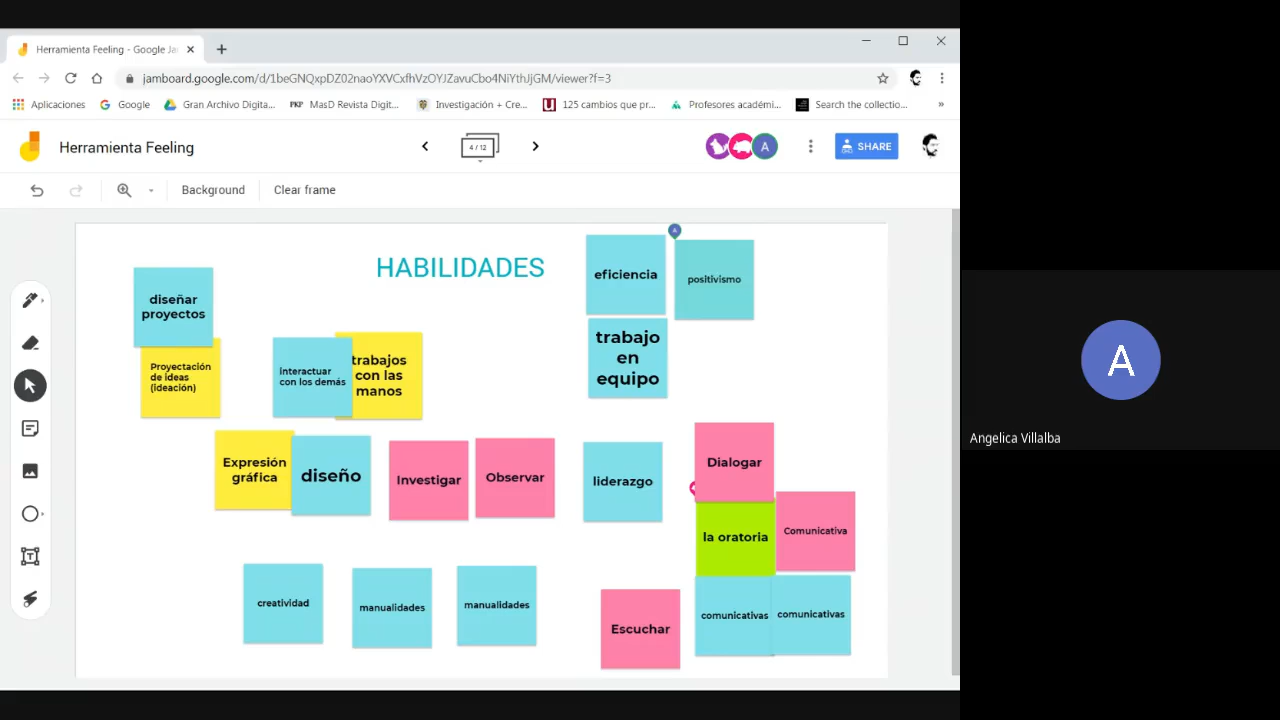 Herramienta Feeling - Google Ja
jamboard.google.com/d/1beGNQxpDZ02naoYXVCxfhVzOYJZavuCbo4NiYthJjGM/viewer?f=3
Aplicaciones
Google
Gran Archivo Digita...
PKP
MasD Revista Digit...
Investigación + Cre...
125 cambios que pr...
Profesores académi...
Search the collectio...
»
Herramienta Feeling
4 / 12
A
SHARE
Background
Clear frame
HABILIDADES
A
eficiencia
positivismo
diseñar
proyectos
trabajo
en
equipo
Proyectación
de ideas
(ideación)
interactuar
con los demás
trabajos
con las
manos
Expresión
gráfica
diseño
Investigar
Observar
liderazgo
Dialogar
la oratoria
Comunicativa
creatividad
manualidades
manualidades
Escuchar
comunicativas
comunicativas
A
Angelica Villalba